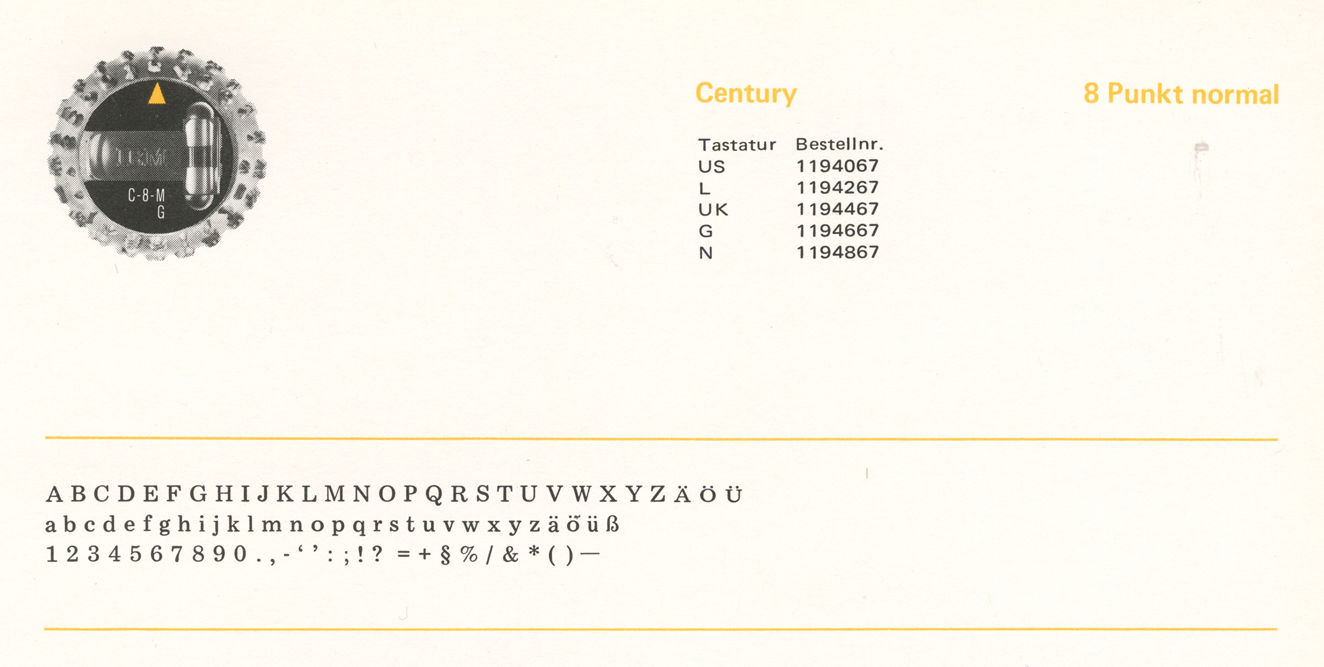 IBM
C-8-M
G
Century
8 Punkt normal
Tastatur Bestellnr.
US 1194067
L 1194267
UK 1194467
G 1194667
N 1194867
A B C D E F G H I J K L M N O P Q R S T U V W X Y Z Ä Ö Ü
a b c d e f g h i j k l m n o p q r s t u v w x y z ä ö ü ß
1 2 3 4 5 6 7 8 9 0 . , - ‘ ’ : ; ! ? = + § % / & * ( ) —